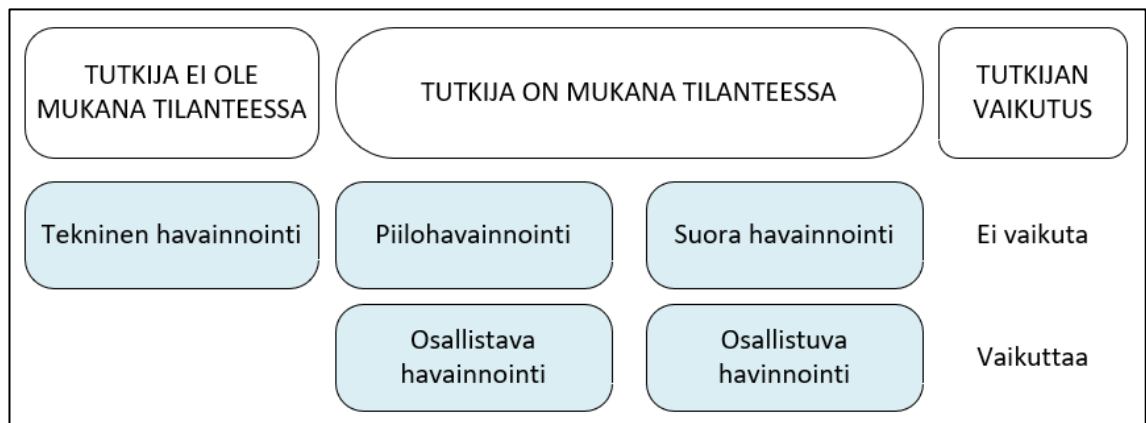 TUTKIJA EI OLE
MUKANA TILANTEESSA
TUTKIJA ON MUKANA TILANTEESSA
TUTKIJAN
VAIKUTUS
Tekninen havainnointi
Piilohavainnointi
Suora havainnointi
Ei vaikuta
Osallistava
havainnointi
Osallistuva
havinnointi
Vaikuttaa